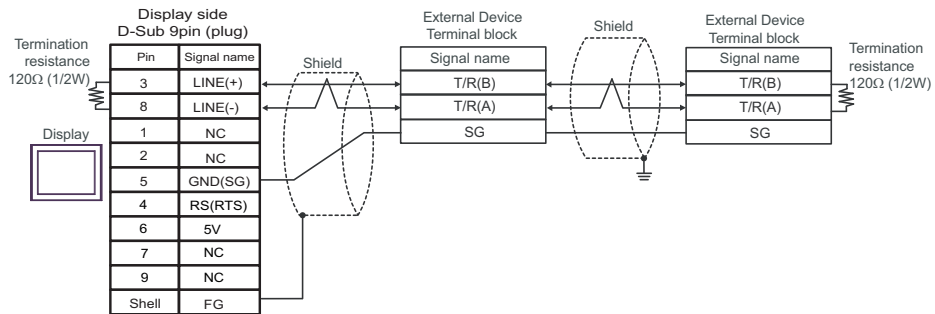 Display side
D-Sub 9pin (plug)
Termination
resistance
120Ω (1/2W)
Display
Pin Signal name
3 LINE(+)
8 LINE(-)
1 NC
2 NC
5 GND(SG)
4 RS(RTS)
6 5V
7 NC
9 NC
Shell FG
Shield
External Device
Terminal block
Signal name
T/R(B)
T/R(A)
SG
Shield
External Device
Terminal block
Signal name
T/R(B)
T/R(A)
SG
Termination
resistance
120Ω (1/2W)